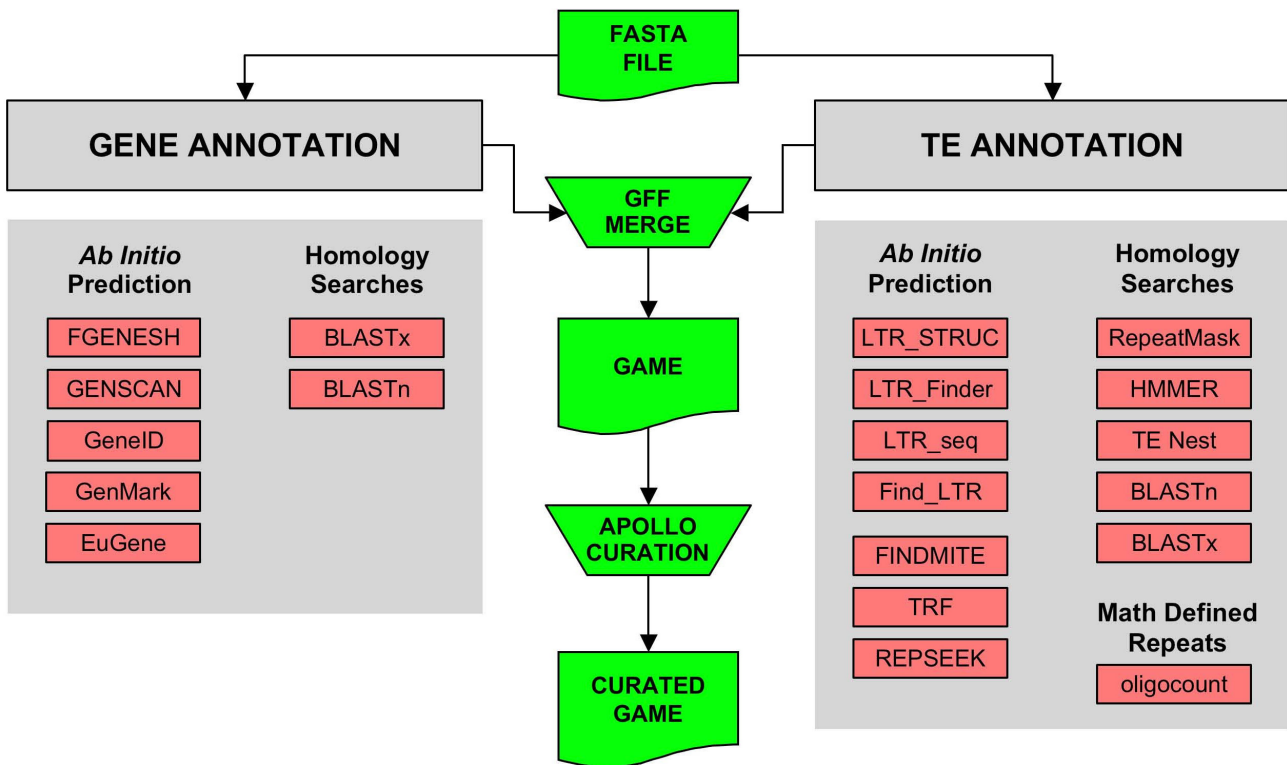 FASTA
FILE
GENE ANNOTATION
TE ANNOTATION
GFF
MERGE
Ab Initio
Prediction
Homology
Searches
FGENESH
BLASTx
GENSCAN
BLASTn
GeneID
GenMark
EuGene
GAME
APOLLO
CURATION
CURATED
GAME
Ab Initio
Prediction
Homology
Searches
LTR_STRUC
RepeatMask
LTR_Finder
HMMER
LTR_seq
TE Nest
Find_LTR
BLASTn
FINDMITE
BLASTx
TRF
REPSEEK
Math Defined
Repeats
oligocount